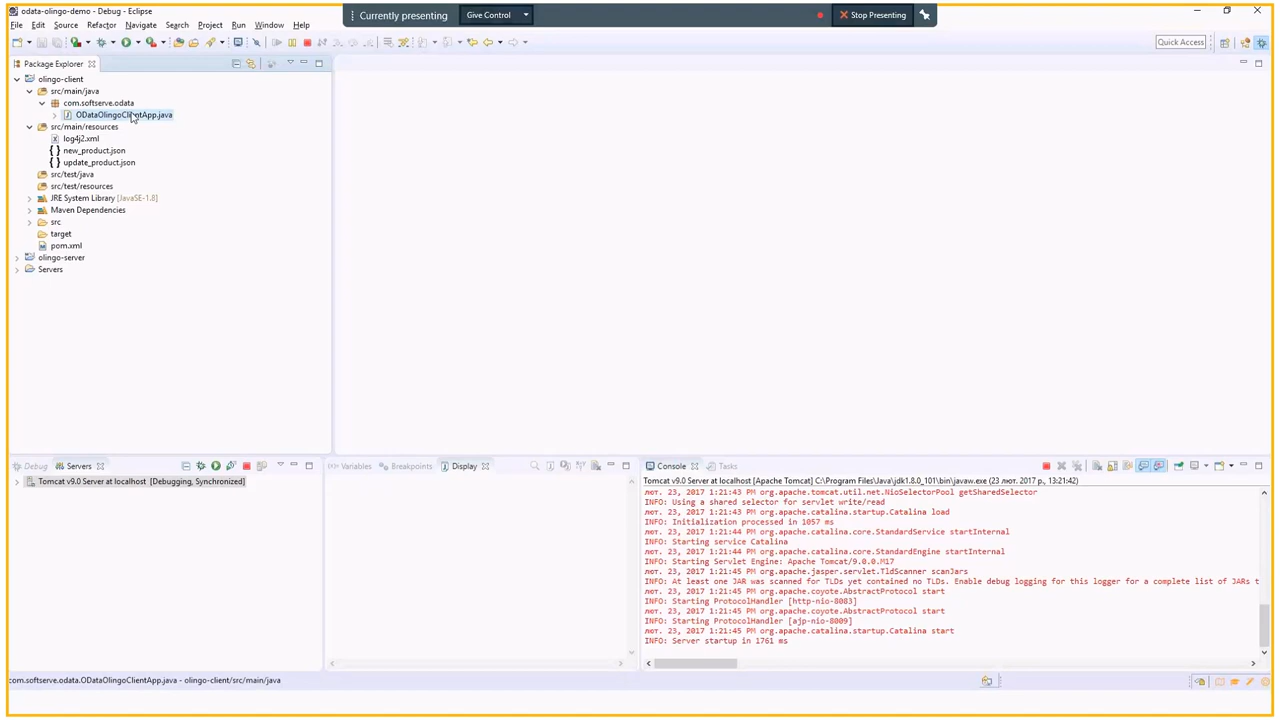 odata-olingo-demo - Debug - Eclipse
Currently presenting
Give Control
Stop Presenting
File Edit Source Refactor Navigate Search Project Run Window Help
Quick Access
Package Explorer
olingo-client
src/main/java
com.softserve.odata
ODataOlingoClientApp.java
src/main/resources
log4j2.xml
new_product.json
update_product.json
src/test/java
src/test/resources
JRE System Library [JavaSE-1.8]
Maven Dependencies
src
target
pom.xml
olingo-server
Servers
Debug
Servers
Tomcat v9.0 Server at localhost [Debugging, Synchronized]
Variables
Breakpoints
Display
Console
Tasks
Tomcat v9.0 Server at localhost [Apache Tomcat] C:\Program Files\Java\jdk1.8.0_101\bin\javaw.exe (23 лют. 2017 р., 13:21:42)
лют. 23, 2017 1:21:43 PM org.apache.tomcat.util.net.NioSelectorPool getSharedSelector
INFO: Using a shared selector for servlet write/read
лют. 23, 2017 1:21:43 PM org.apache.catalina.startup.Catalina load
INFO: Initialization processed in 1057 ms
лют. 23, 2017 1:21:44 PM org.apache.catalina.core.StandardService startInternal
INFO: Starting service Catalina
лют. 23, 2017 1:21:44 PM org.apache.catalina.core.StandardEngine startInternal
INFO: Starting Servlet Engine: Apache Tomcat/9.0.0.M17
лют. 23, 2017 1:21:45 PM org.apache.jasper.servlet.TldScanner scanJars
INFO: At least one JAR was scanned for TLDs yet contained no TLDs. Enable debug logging for this logger for a complete list of JARs t
лют. 23, 2017 1:21:45 PM org.apache.coyote.AbstractProtocol start
INFO: Starting ProtocolHandler [http-nio-8083]
лют. 23, 2017 1:21:45 PM org.apache.coyote.AbstractProtocol start
INFO: Starting ProtocolHandler [ajp-nio-8009]
лют. 23, 2017 1:21:45 PM org.apache.catalina.startup.Catalina start
INFO: Server startup in 1761 ms
com.softserve.odata.ODataOlingoClientApp.java - olingo-client/src/main/java